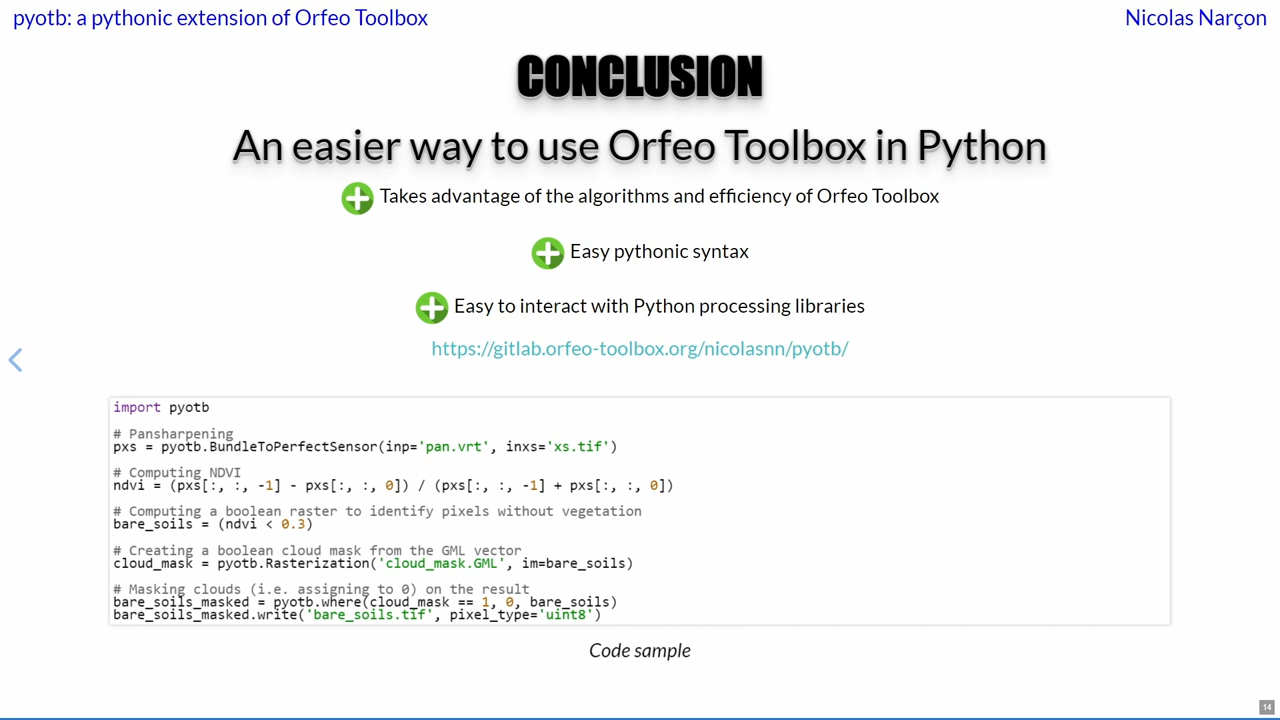 pyotb: a pythonic extension of Orfeo Toolbox
Nicolas Narçon
CONCLUSION
An easier way to use Orfeo Toolbox in Python
Takes advantage of the algorithms and efficiency of Orfeo Toolbox
Easy pythonic syntax
Easy to interact with Python processing libraries
https://gitlab.orfeo-toolbox.org/nicolasnn/pyotb/
import pyotb
# Pansharpening
pxs = pyotb.BundleToPerfectSensor(inp='pan.vrt', inxs='xs.tif')
# Computing NDVI
ndvi = (pxs[:, :, -1] - pxs[:, :, 0]) / (pxs[:, :, -1] + pxs[:, :, 0])
# Computing a boolean raster to identify pixels without vegetation
bare_soils = (ndvi < 0.3)
# Creating a boolean cloud mask from the GML vector
cloud_mask = pyotb.Rasterization('cloud_mask.GML', im=bare_soils)
# Masking clouds (i.e. assigning to 0) on the result
bare_soils_masked = pyotb.where(cloud_mask == 1, 0, bare_soils)
bare_soils_masked.write('bare_soils.tif', pixel_type='uint8')
Code sample
14